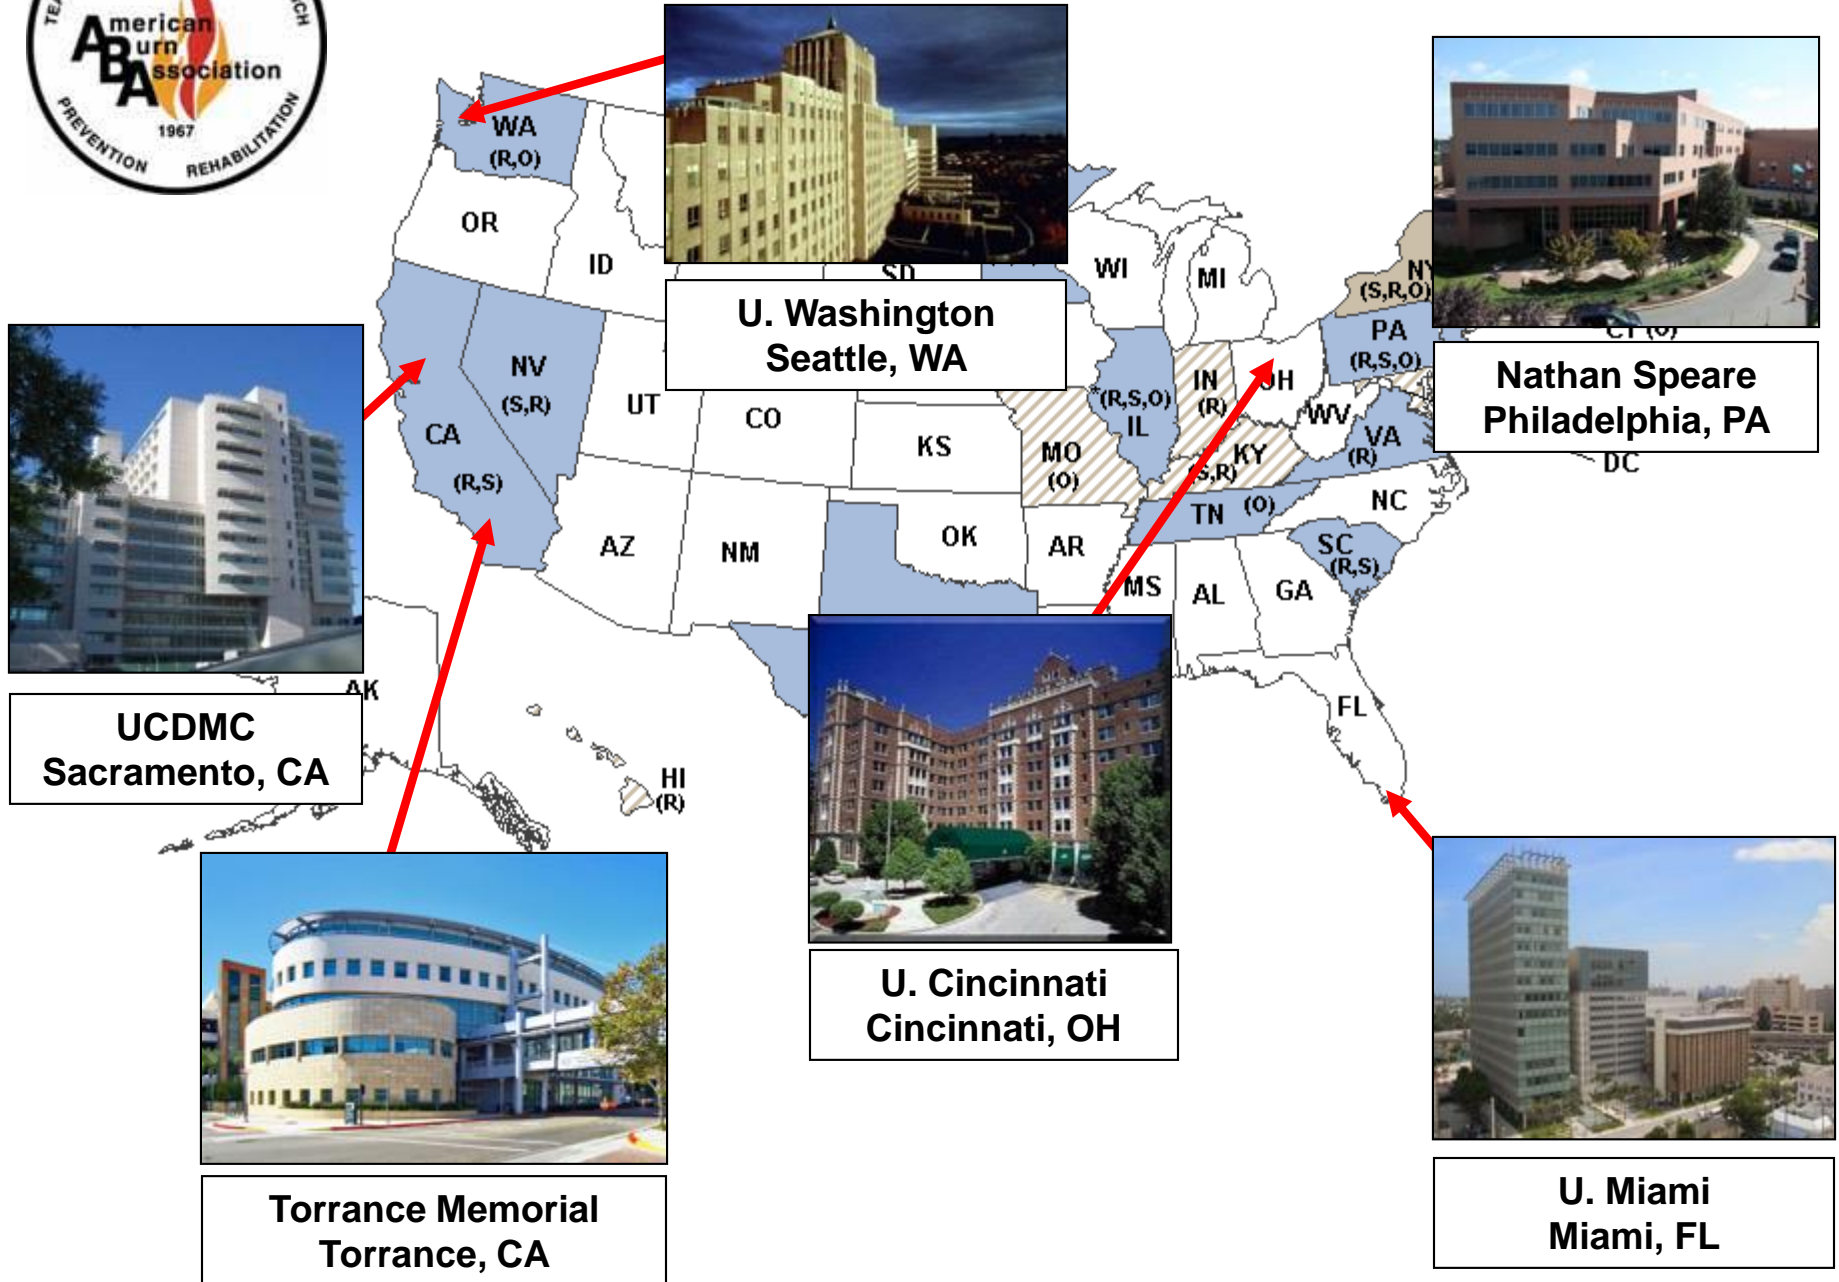 American
Burn
Association
1967
PREVENTION REHABILITATION
WA
(R,O)
OR
ID
SD
WI
MI
NY
(S,R,O)
U. Washington
Seattle, WA
PA
(R,S,O)
CT (O)
Nathan Speare
Philadelphia, PA
NV
(S,R)
UT
CO
KS
MO
(O)
*(R,S,O)
IL
IN
(R)
OH
WV
KY
(S,R)
VA
(R)
DC
CA
(R,S)
AZ
NM
OK
AR
TN (O)
NC
SC
(R,S)
MS
AL
GA
FL
AK
UCDMC
Sacramento, CA
HI
(R)
U. Cincinnati
Cincinnati, OH
Torrance Memorial
Torrance, CA
U. Miami
Miami, FL